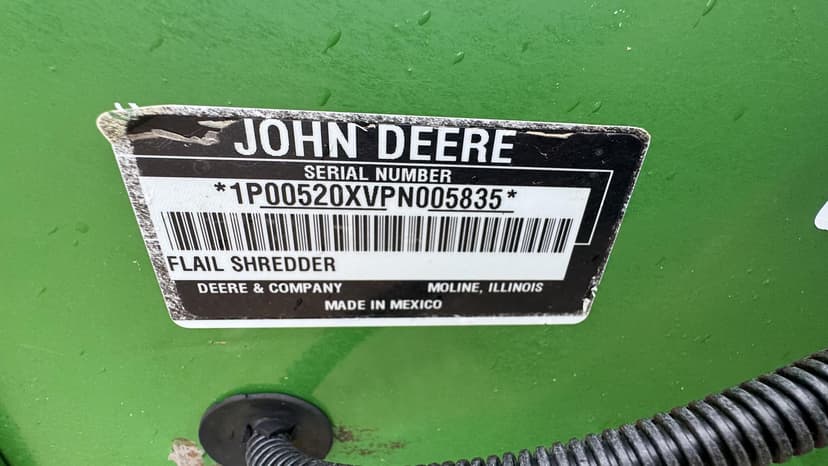 JOHN DEERE
SERIAL NUMBER
*1P00520XVPN005835*
FLAIL SHREDDER
DEERE & COMPANY MOLINE, ILLINOIS
MADE IN MEXICO